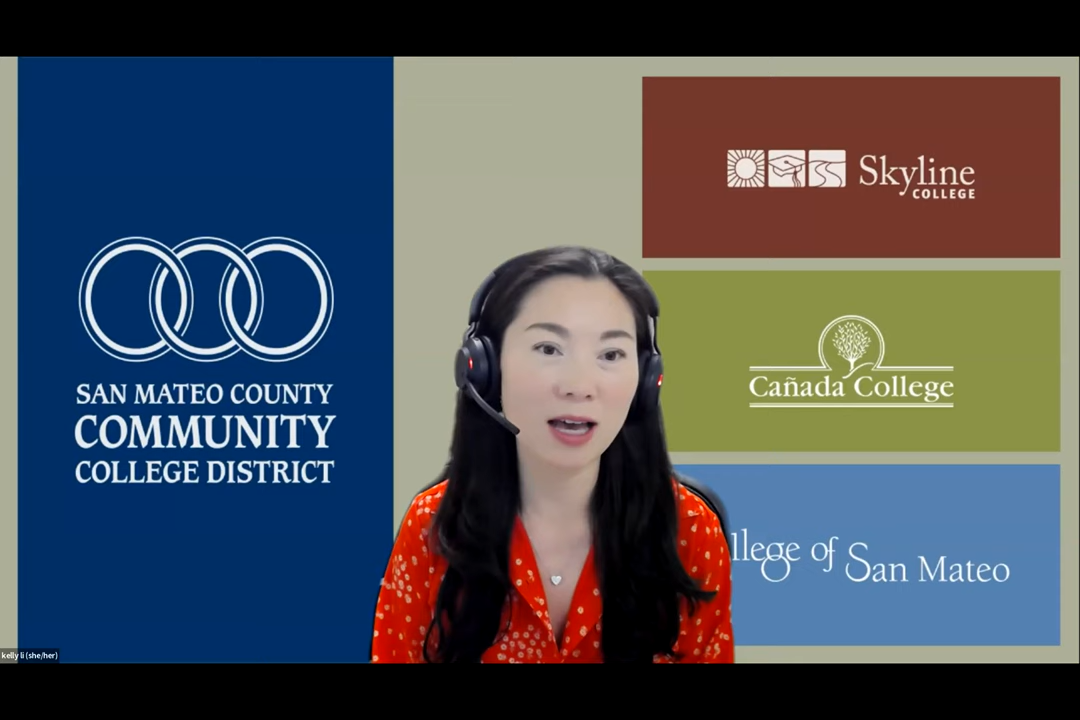 SAN MATEO COUNTY
COMMUNITY
COLLEGE DISTRICT
Skyline
COLLEGE
Cañada College
llege of San Mateo
kelly li (she/her)